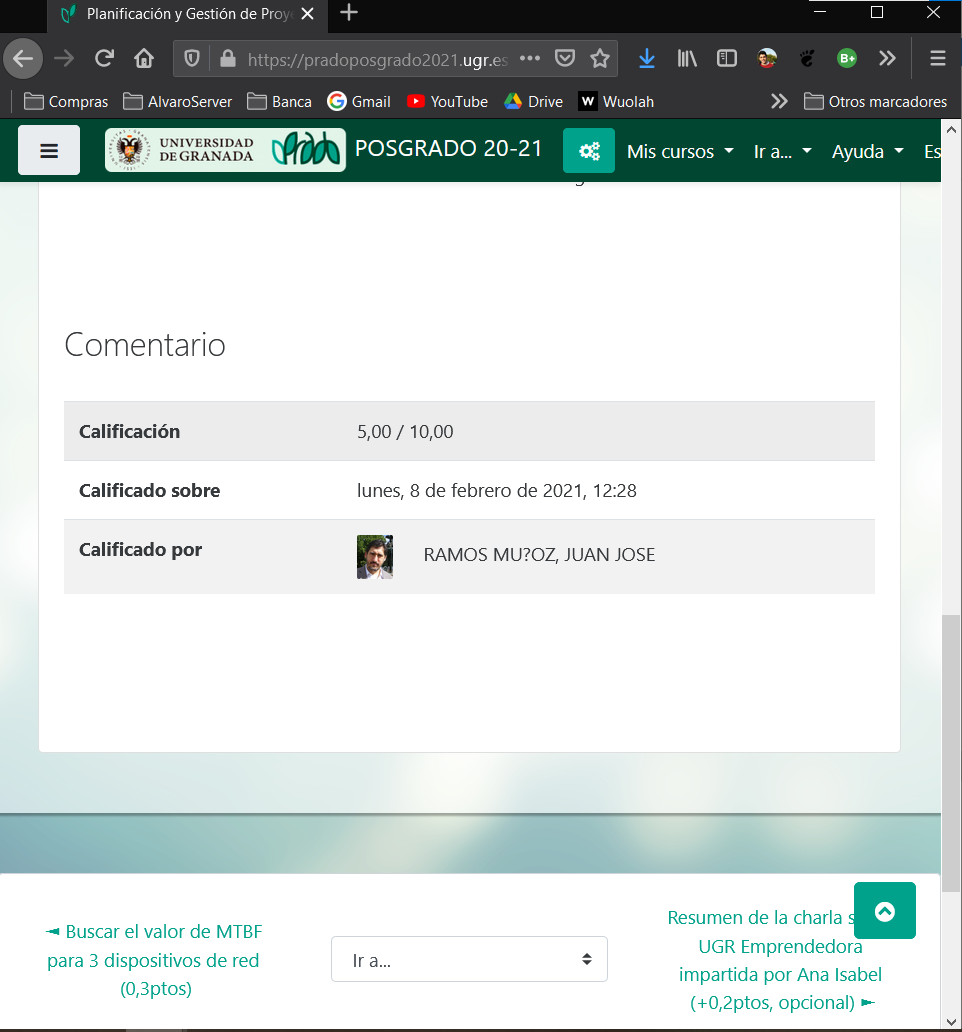 Planificación y Gestión de Proy
https://pradoposgrado2021.ugr.es
Compras AlvaroServer Banca Gmail YouTube Drive Wuolah Otros marcadores
UNIVERSIDAD DE GRANADA Prado POSGRADO 20-21 Mis cursos Ir a... Ayuda Es
Comentario
Calificación 5,00 / 10,00
Calificado sobre lunes, 8 de febrero de 2021, 12:28
Calificado por RAMOS MU?OZ, JUAN JOSE
◄ Buscar el valor de MTBF
para 3 dispositivos de red
(0,3ptos)
Ir a...
Resumen de la charla s
UGR Emprendedora
impartida por Ana Isabel
(+0,2ptos, opcional) ►